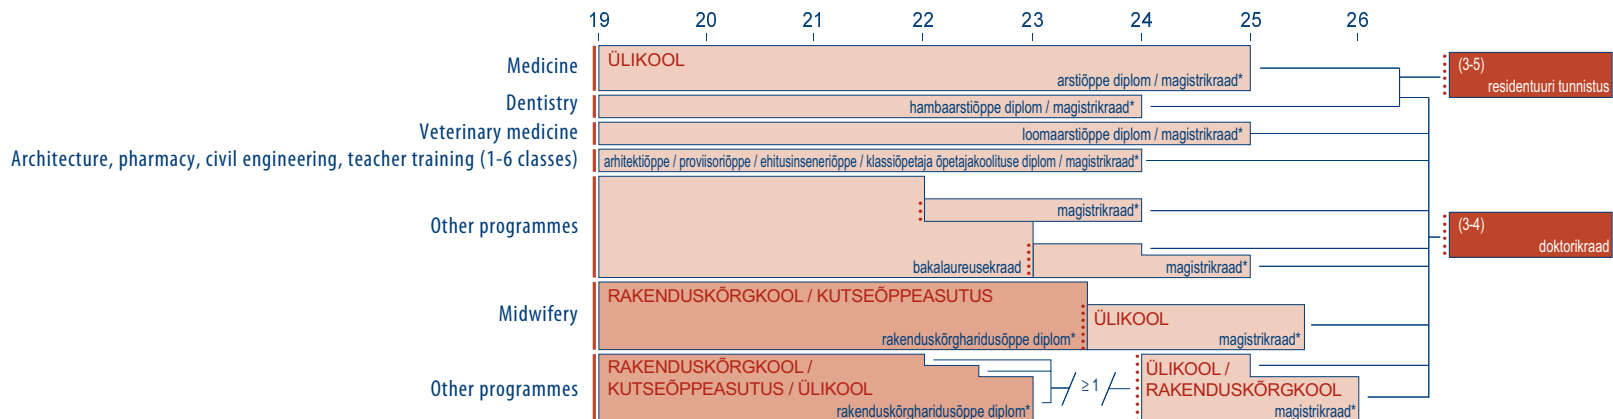 19 20 21 22 23 24 25 26
Medicine
ÜLIKOOL
arstiõppe diplom / magistrikraad*
(3-5)
residentuuri tunnistus
Dentistry
hambaarstiõppe diplom / magistrikraad*
Veterinary medicine
loomaarstiõppe diplom / magistrikraad*
Architecture, pharmacy, civil engineering, teacher training (1-6 classes)
arhitektiõppe / proviisoriõppe / ehitusinseneriõppe / klassiõpetaja õpetajakoolituse diplom / magistrikraad*
Other programmes
magistrikraad*
bakalaureusekraad
magistrikraad*
(3-4)
doktorikraad
Midwifery
RAKENDUSKÕRGKOOL / KUTSEÕPPEASUTUS
rakenduskõrgharidusõppe diplom*
ÜLIKOOL
magistrikraad*
Other programmes
RAKENDUSKÕRGKOOL /
KUTSEÕPPEASUTUS / ÜLIKOOL
rakenduskõrgharidusõppe diplom*
≥ 1
ÜLIKOOL /
RAKENDUSKÕRGKOOL
magistrikraad*